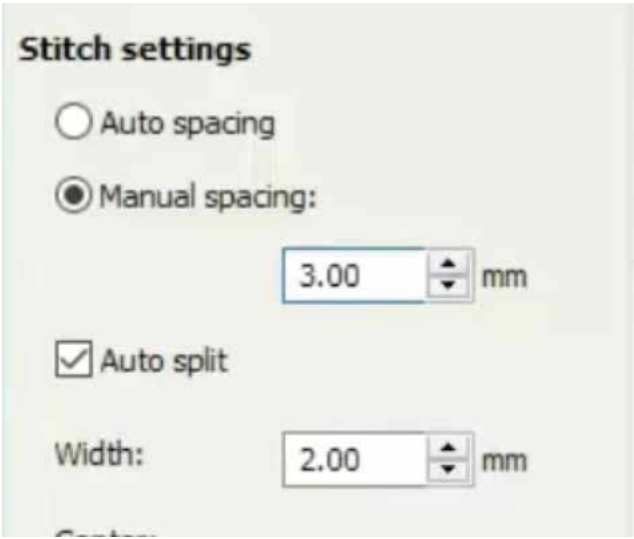 Stitch settings
Auto spacing
Manual spacing:
3.00 mm
Auto split
Width: 2.00 mm